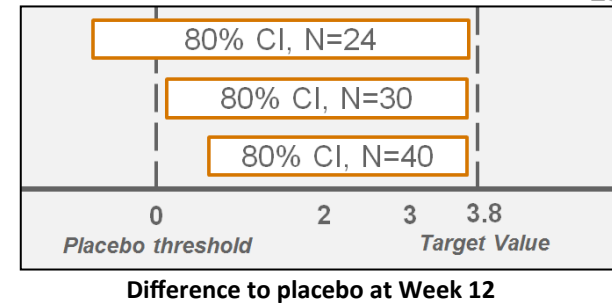 80% CI, N=24
80% CI, N=30
80% CI, N=40
0 2 3 3.8
Placebo threshold Target Value
Difference to placebo at Week 12